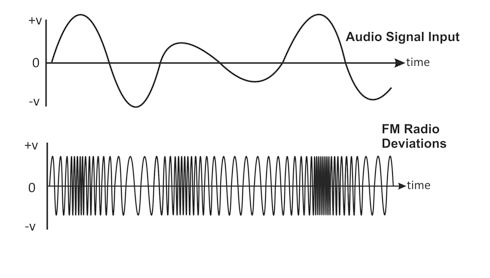 +v
Audio Signal Input
0
time
-v
FM Radio
Deviations
+v
0
time
-v